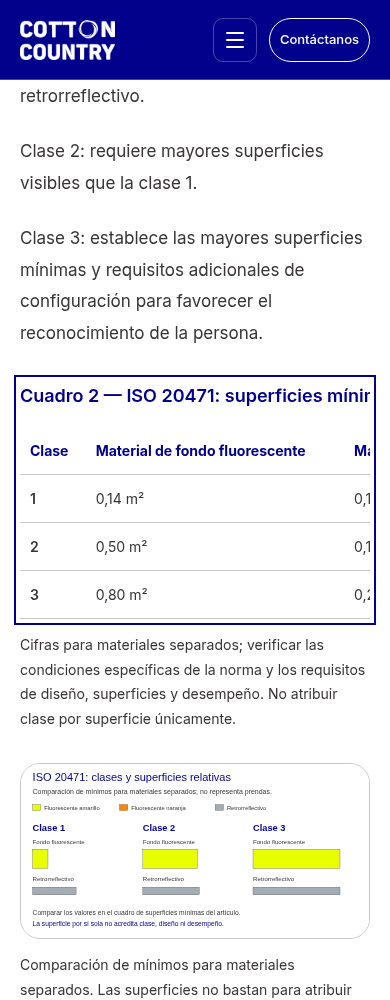 COTTON
COUNTRY
Contáctanos
retrorreflectivo.
Clase 2: requiere mayores superficies
visibles que la clase 1.
Clase 3: establece las mayores superficies
mínimas y requisitos adicionales de
configuración para favorecer el
reconocimiento de la persona.
Cuadro 2 — ISO 20471: superficies
Clase Material de fondo fluorescente
1 0,14 m²
2 0,50 m²
3 0,80 m²
Cifras para materiales separados; verificar las
condiciones específicas de la norma y los requisitos
de diseño, superficies y desempeño. No atribuir
clase por superficie únicamente.
ISO 20471: clases y superficies relativas
Comparación de mínimos para materiales separados; no representa prendas.
Fluorescente amarillo Fluorescente naranja Retrorreflectivo
Clase 1 Clase 2 Clase 3
Fondo fluorescente Fondo fluorescente Fondo fluorescente
Retrorreflectivo Retrorreflectivo Retrorreflectivo
Comparar los valores en el cuadro de superficies mínimas del artículo.
La superficie por sí sola no acredita clase, diseño ni desempeño.
Comparación de mínimos para materiales
separados. Las superficies no bastan para atribuir